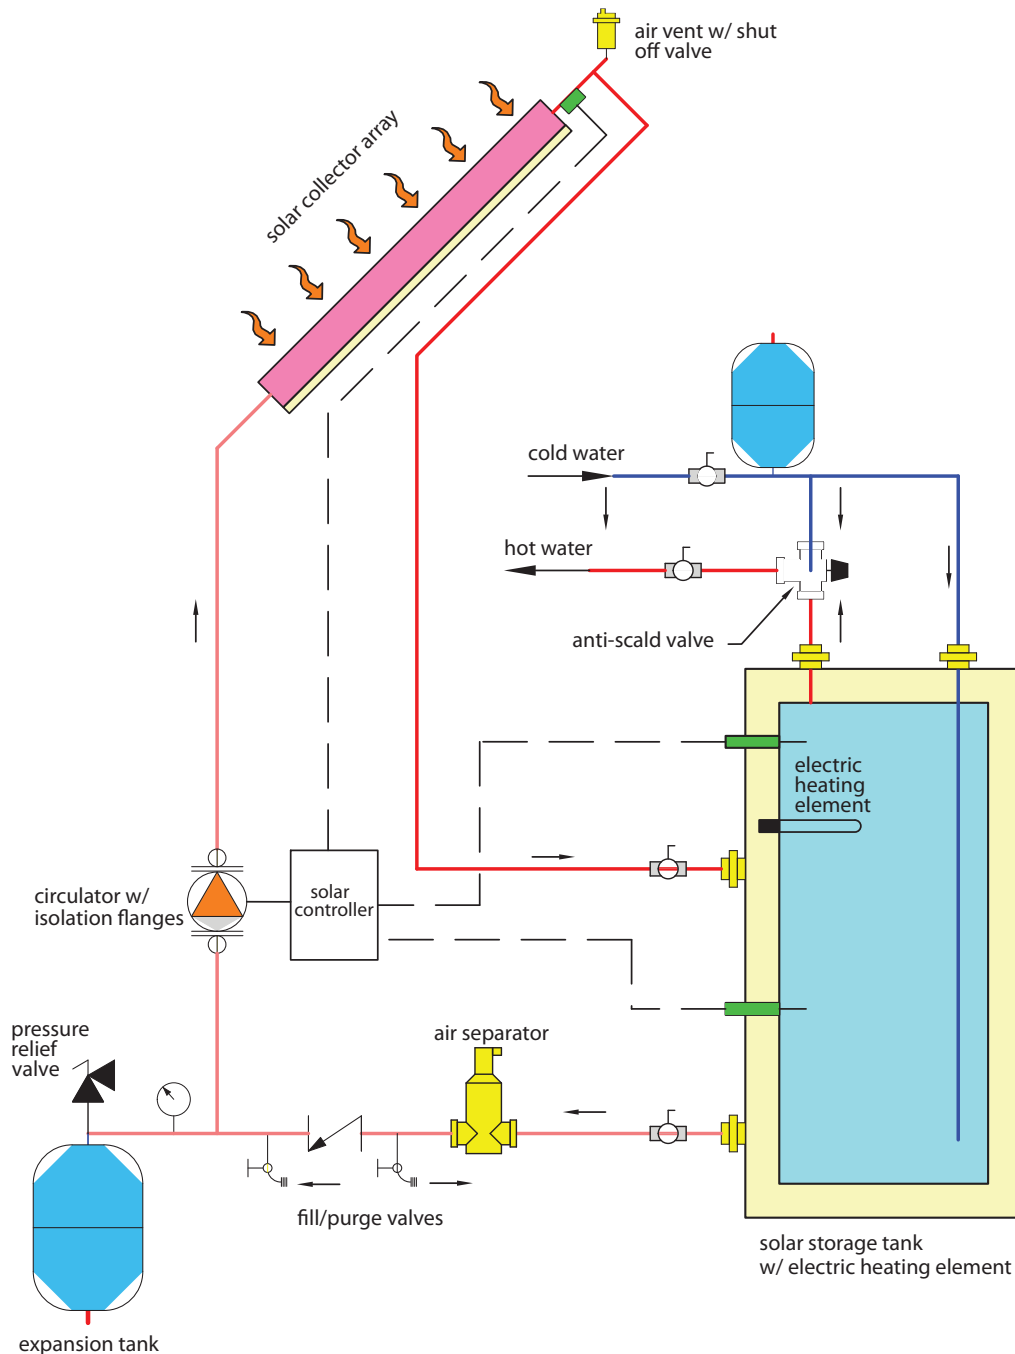 air vent w/ shut
off valve
solar collector array
cold water
hot water
anti-scald valve
electric
heating
element
circulator w/
isolation flanges
solar
controller
pressure
relief
valve
air separator
fill/purge valves
solar storage tank
w/ electric heating element
expansion tank